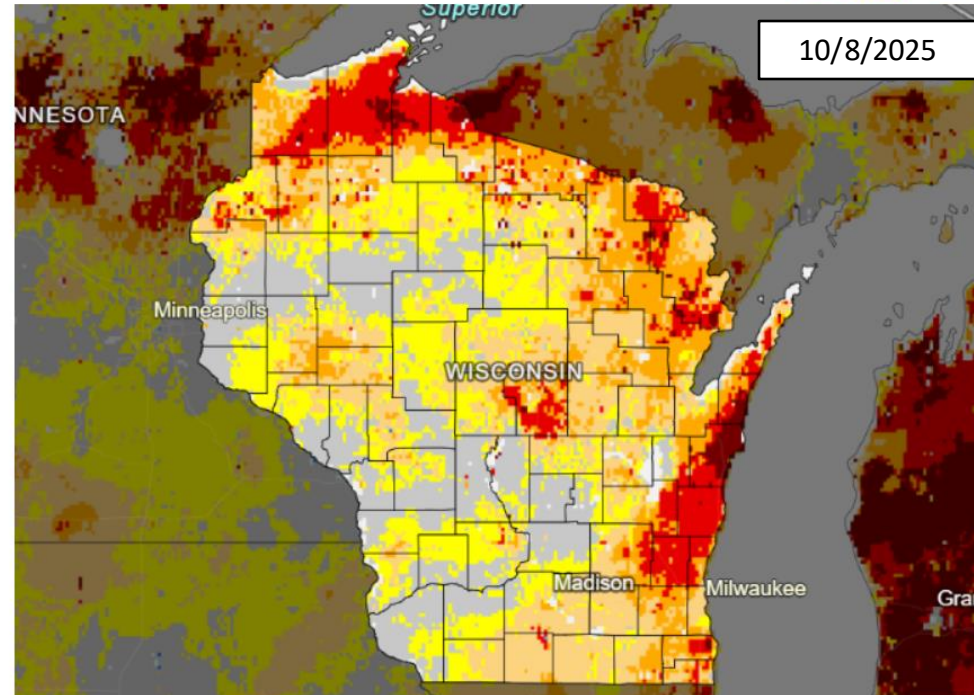 Superior
10/8/2025
NNESOTA
Minneapolis
WISCONSIN
Madison
Milwaukee
Gra